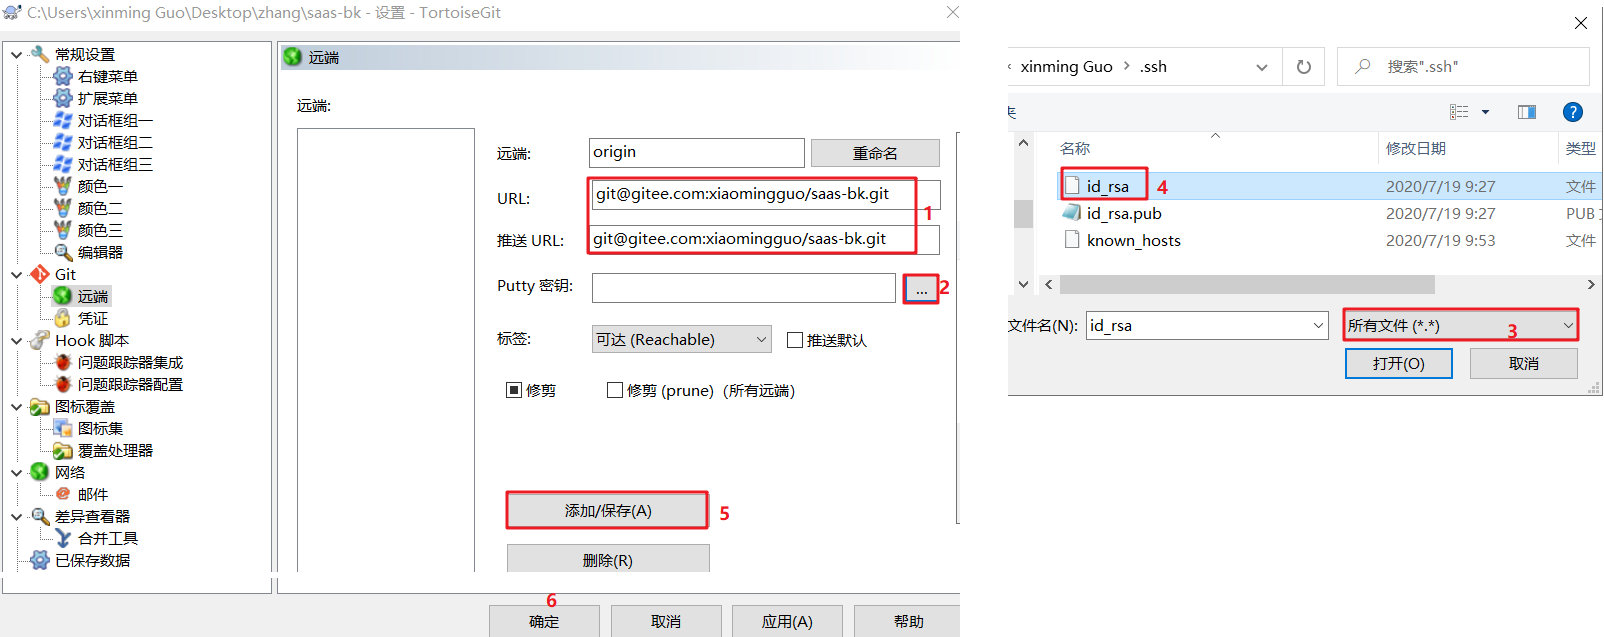 C:\Users\xinming Guo\Desktop\zhang\saas-bk - 设置 - TortoiseGit
常规设置
右键菜单
扩展菜单
对话框组一
对话框组二
对话框组三
颜色一
颜色二
颜色三
编辑器
Git
远端
凭证
Hook 脚本
问题跟踪器集成
问题跟踪器配置
图标覆盖
图标集
覆盖处理器
网络
邮件
差异查看器
合并工具
已保存数据
远端
远端:
远端: origin 重命名
URL: git@gitee.com:xiaomingguo/saas-bk.git 1
推送 URL: git@gitee.com:xiaomingguo/saas-bk.git
Putty 密钥: ... 2
标签: 可达 (Reachable) 推送默认
修剪 修剪 (prune)（所有远端)
添加/保存(A) 5
删除(R)
6
确定 取消 应用(A) 帮助
xinming Guo › .ssh 搜索".ssh"
?
名称 修改日期 类型
id_rsa 4 2020/7/19 9:27 文件
id_rsa.pub 2020/7/19 9:27 PUB
known_hosts 2020/7/19 9:53 文件
文件名(N): id_rsa 所有文件 (*.*) 3
打开(O) 取消